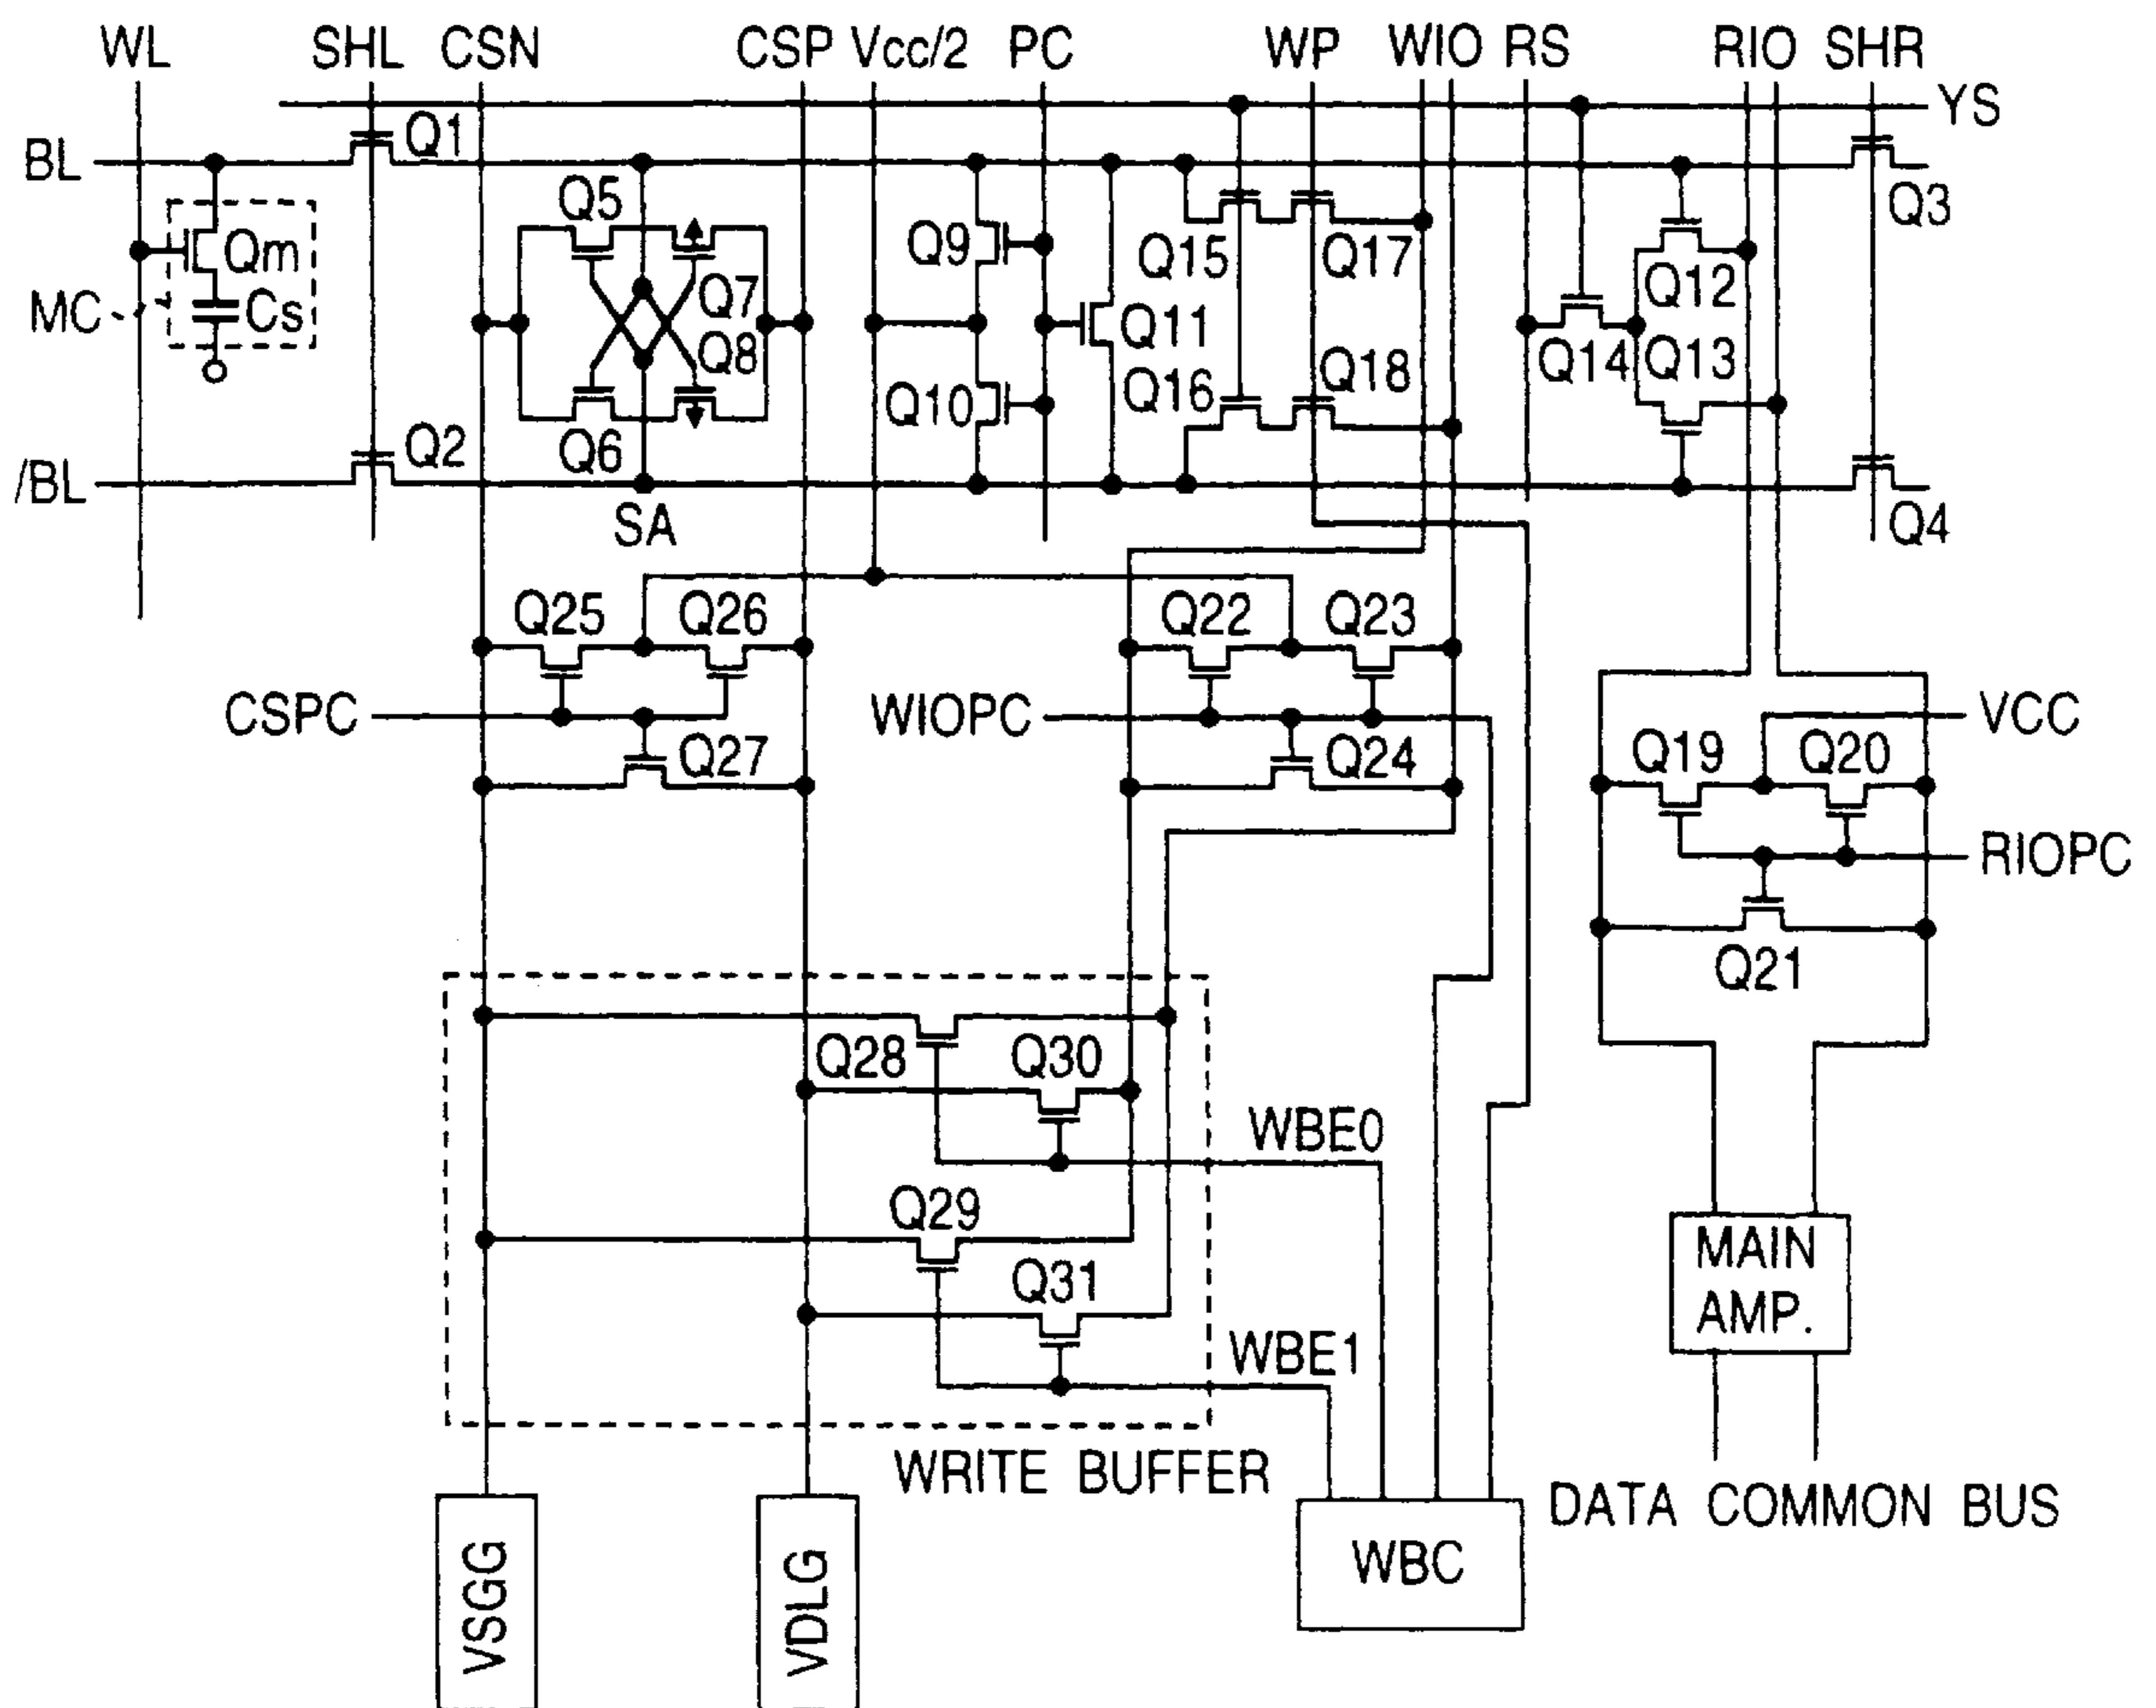 WL SHL CSN CSP Vcc/2 PC WP WIO RS RIO SHR
YS
Q1
BL
Q5
Q3
Qm
Q9
Q15 Q17
Q12
MC
Cs
Q7
Q11
Q8
Q14 Q13
Q10
Q16 Q18
Q6
Q2
/BL
SA
Q4
Q25 Q26
Q22 Q23
CSPC
WIOPC
VCC
Q27
Q24
Q19 Q20
RIOPC
Q21
Q28 Q30
WBE0
Q29
Q31
MAIN
AMP.
WBE1
WRITE BUFFER
DATA COMMON BUS
VSGG
VDLG
WBC